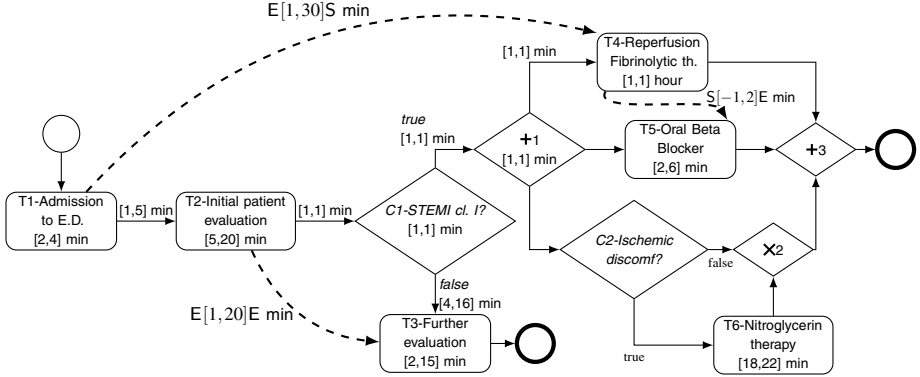 E[1,30]S min
T1-Admission
to E.D.
[2,4] min
[1,5] min
T2-Initial patient
evaluation
[5,20] min
[1,1] min
E[1,20]E min
C1-STEMI cl. I?
[1,1] min
true
[1,1] min
false
[4,16] min
T3-Further
evaluation
[2,15] min
+1
[1,1] min
[1,1] min
T4-Reperfusion
Fibrinolytic th.
[1,1] hour
S[−1,2]E min
T5-Oral Beta
Blocker
[2,6] min
+3
C2-Ischemic
discomf?
false
×2
true
T6-Nitroglycerin
therapy
[18,22] min